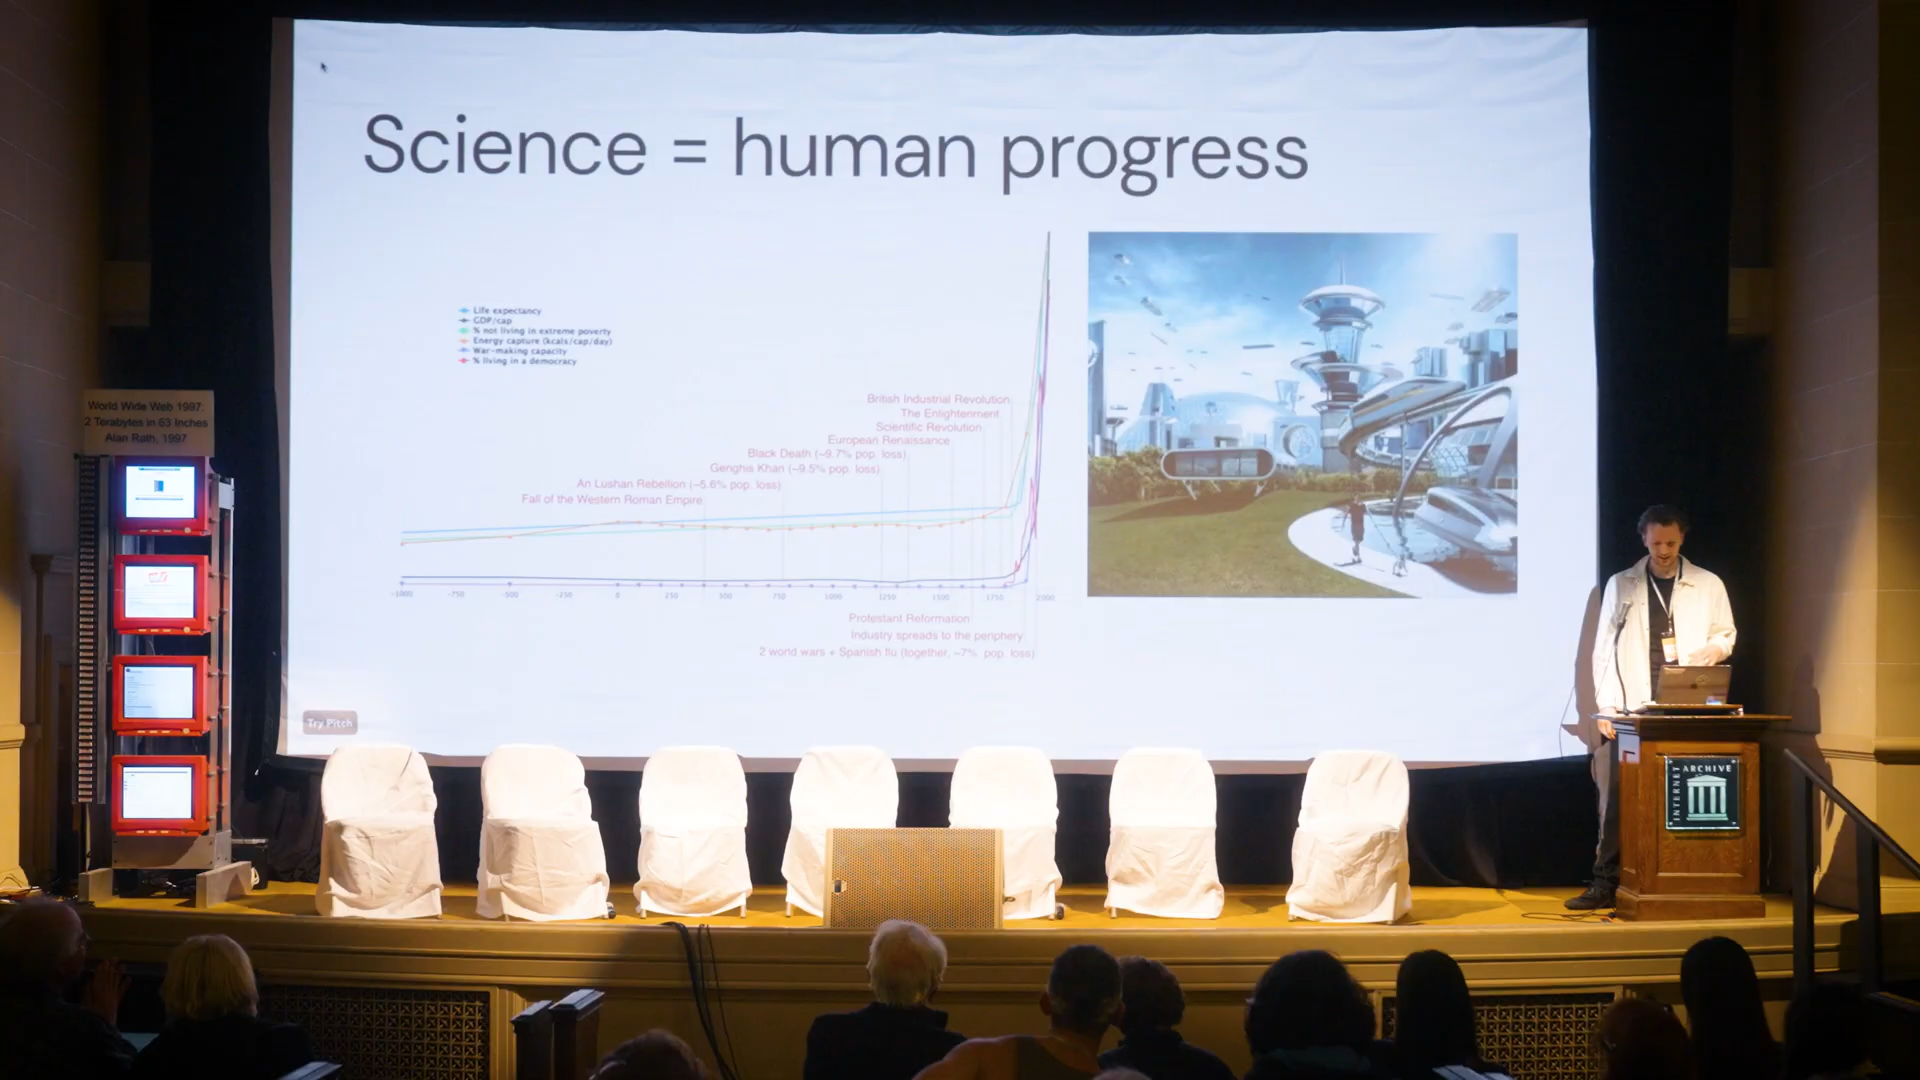 Science = human progress
Life expectancy
GDP/cap
% not living in extreme poverty
Energy capture (kcals/cap/day)
War-making capacity
% living in a democracy
British Industrial Revolution
The Enlightenment
Scientific Revolution
European Renaissance
Black Death (~9.7% pop. loss)
Genghis Khan (~9.5% pop. loss)
An Lushan Rebellion (~5.6% pop. loss)
Fall of the Western Roman Empire
-1000 -750 -500 -250 0 250 500 750 1000 1250 1500 1750 2000
Protestant Reformation
Industry spreads to the periphery
2 world wars + Spanish flu (together, ~7% pop. loss)
Try Pitch
World Wide Web 1997:
2 Terabytes in 63 Inches
Alan Rath, 1997
INTERNET
ARCHIVE